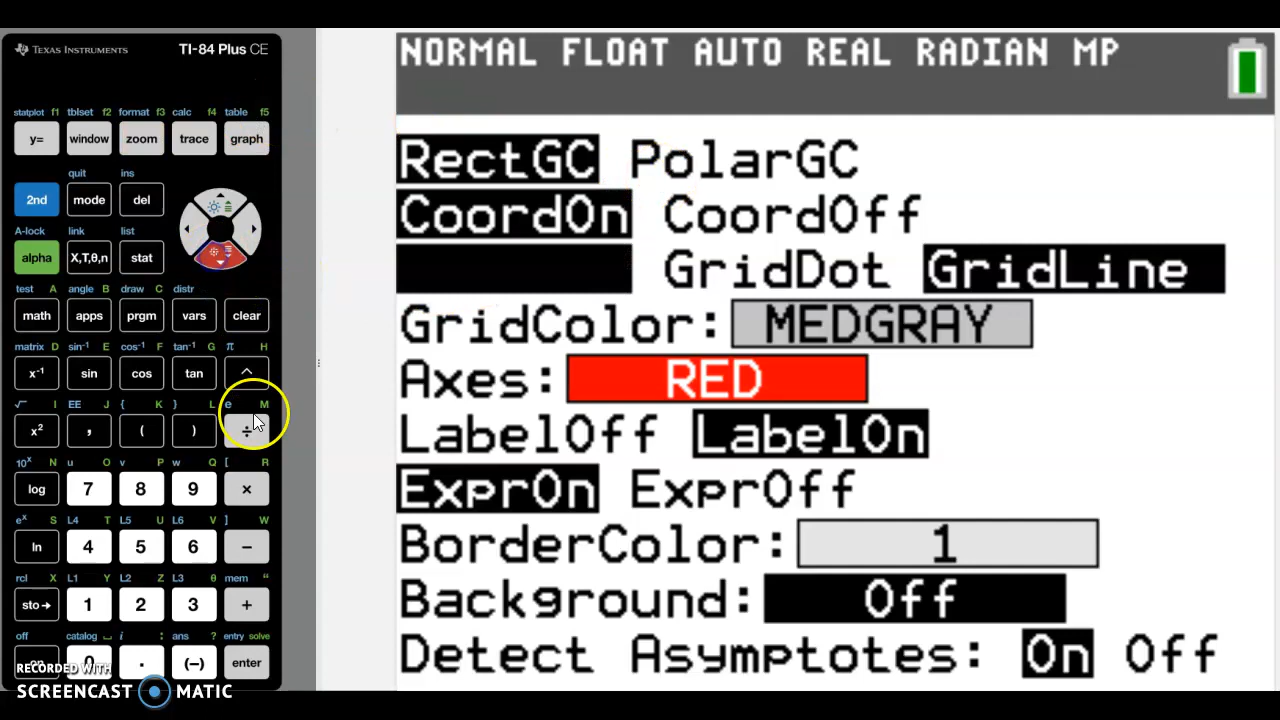 TEXAS INSTRUMENTS TI-84 Plus CE
statplot f1 tblset f2 format f3 calc f4 table f5
y= window zoom trace graph
quit ins
2nd mode del
A-lock link list
alpha X,T,θ,n stat
test A angle B draw C distr
math apps prgm vars clear
matrix D sin⁻¹ E cos⁻¹ F tan⁻¹ G π H
x⁻¹ sin cos tan ^
√ I EE J { K } L e M
x² , ( ) ÷
10ˣ N u O v P w Q [ R
log 7 8 9 ×
eˣ S L4 T L5 U L6 V ] W
ln 4 5 6 −
rcl X L1 Y L2 Z L3 θ mem "
sto→ 1 2 3 +
off catalog ⎵ i : ans ? entry solve
on 0 . (−) enter
RECORDED WITH
SCREENCAST MATIC
NORMAL FLOAT AUTO REAL RADIAN MP
RectGC PolarGC
CoordOn CoordOff
GridDot GridLine
GridColor: MEDGRAY
Axes: RED
LabelOff LabelOn
ExprOn ExprOff
BorderColor: 1
Background: Off
Detect Asymptotes: On Off